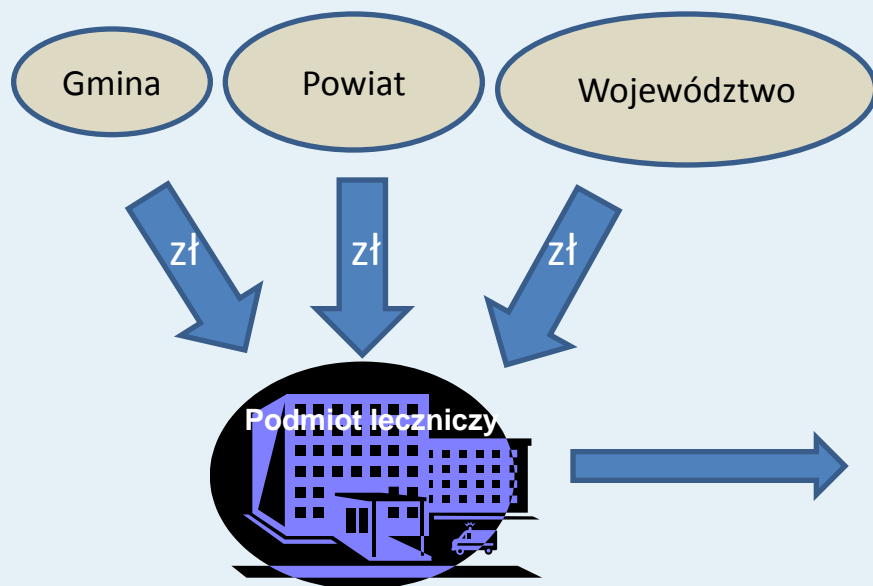 Gmina
Powiat
Województwo
zł
zł
zł
Podmiot leczniczy